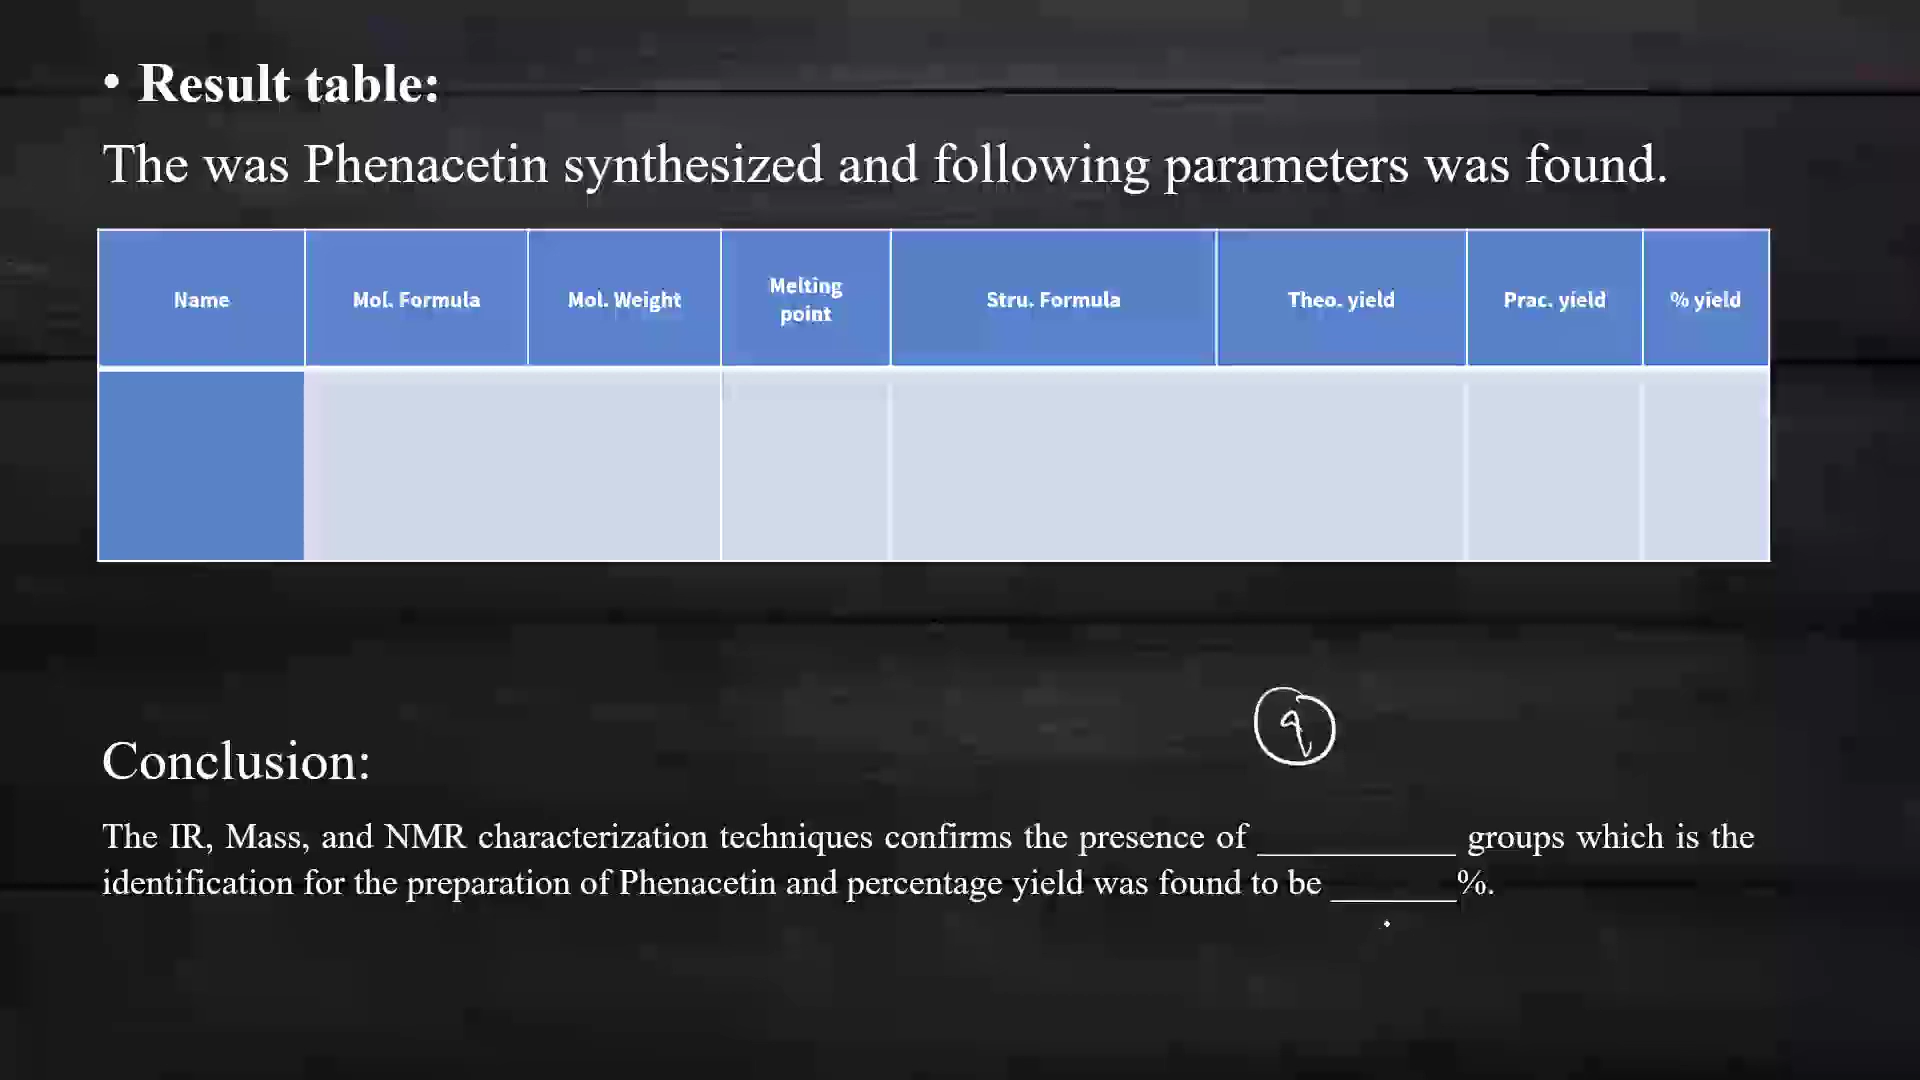 • Result table:
The was Phenacetin synthesized and following parameters was found.
Name
Mol. Formula
Mol. Weight
Melting
point
Stru. Formula
Theo. yield
Prac. yield
% yield
9
Conclusion:
The IR, Mass, and NMR characterization techniques confirms the presence of ___________ groups which is the
identification for the preparation of Phenacetin and percentage yield was found to be _______%.